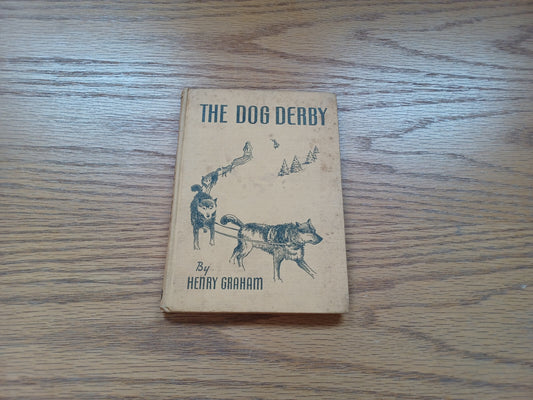 THE DOG DERBY
By
HENRY GRAHAM